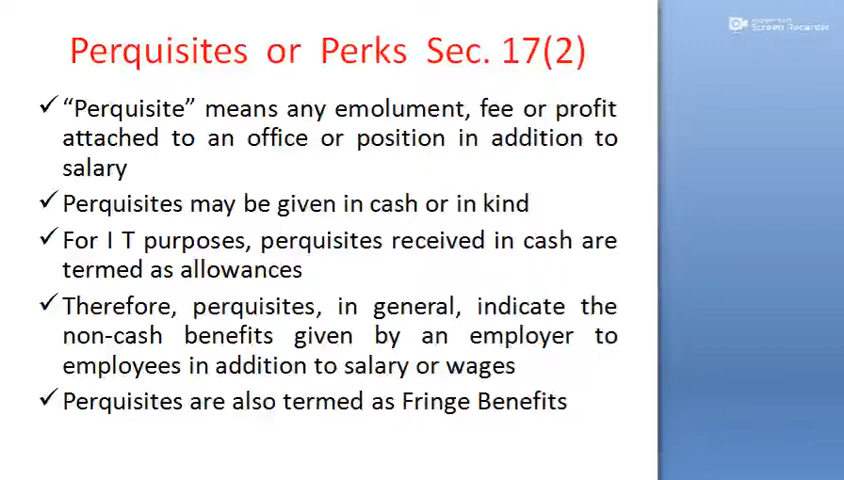 Perquisites or Perks Sec. 17(2)
Screen Recorder
✓ “Perquisite” means any emolument, fee or profit
attached to an office or position in addition to
salary
✓ Perquisites may be given in cash or in kind
✓ For I T purposes, perquisites received in cash are
termed as allowances
✓ Therefore, perquisites, in general, indicate the
non-cash benefits given by an employer to
employees in addition to salary or wages
✓ Perquisites are also termed as Fringe Benefits